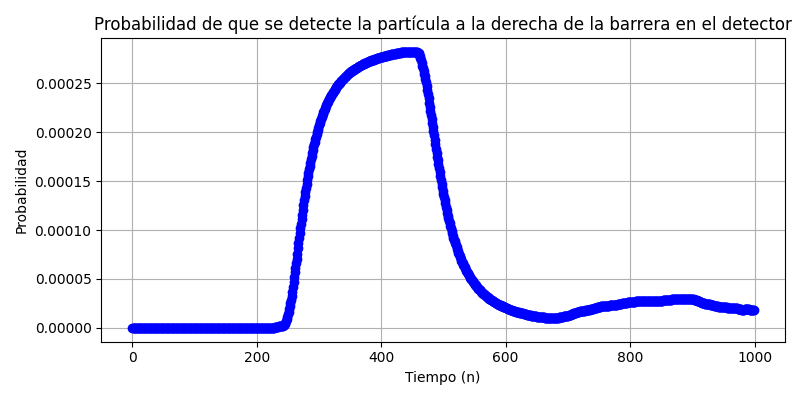 Probabilidad de que se detecte la partícula a la derecha de la barrera en el detector
0.00025
0.00020
0.00015
0.00010
0.00005
0.00000
Probabilidad
0 200 400 600 800 1000
Tiempo (n)